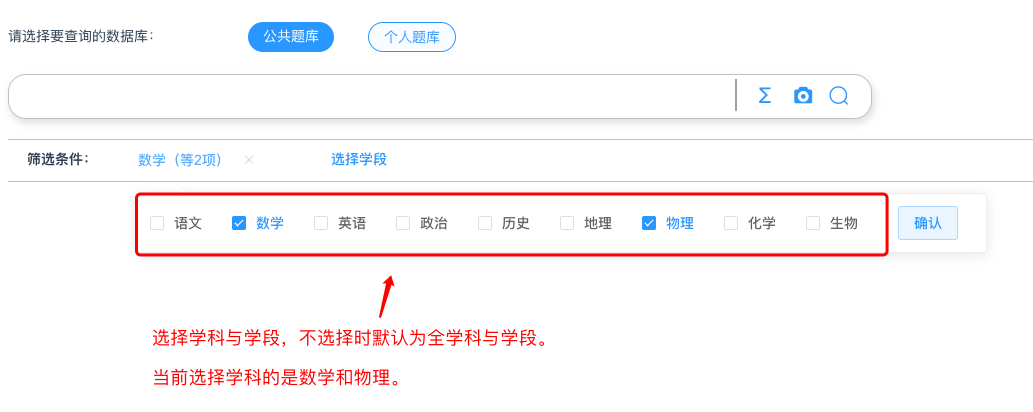 请选择要查询的数据库： 公共题库 个人题库
Σ
筛选条件： 数学（等2项） × 选择学段
语文 数学 英语 政治 历史 地理 物理 化学 生物 确认
选择学科与学段，不选择时默认为全学科与学段。
当前选择学科的是数学和物理。